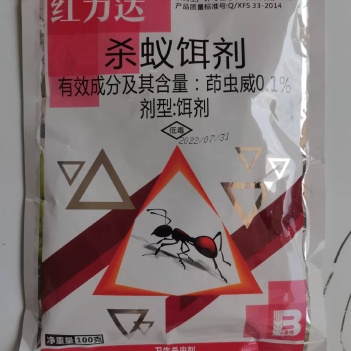 红力达
产品质量标准号:Q/XFS 33-2014
杀蚁饵剂
有效成分及其含量：茚虫威0.1%
剂型:饵剂
低毒
2022/07/31
净重量 100克
B
卫生杀虫剂